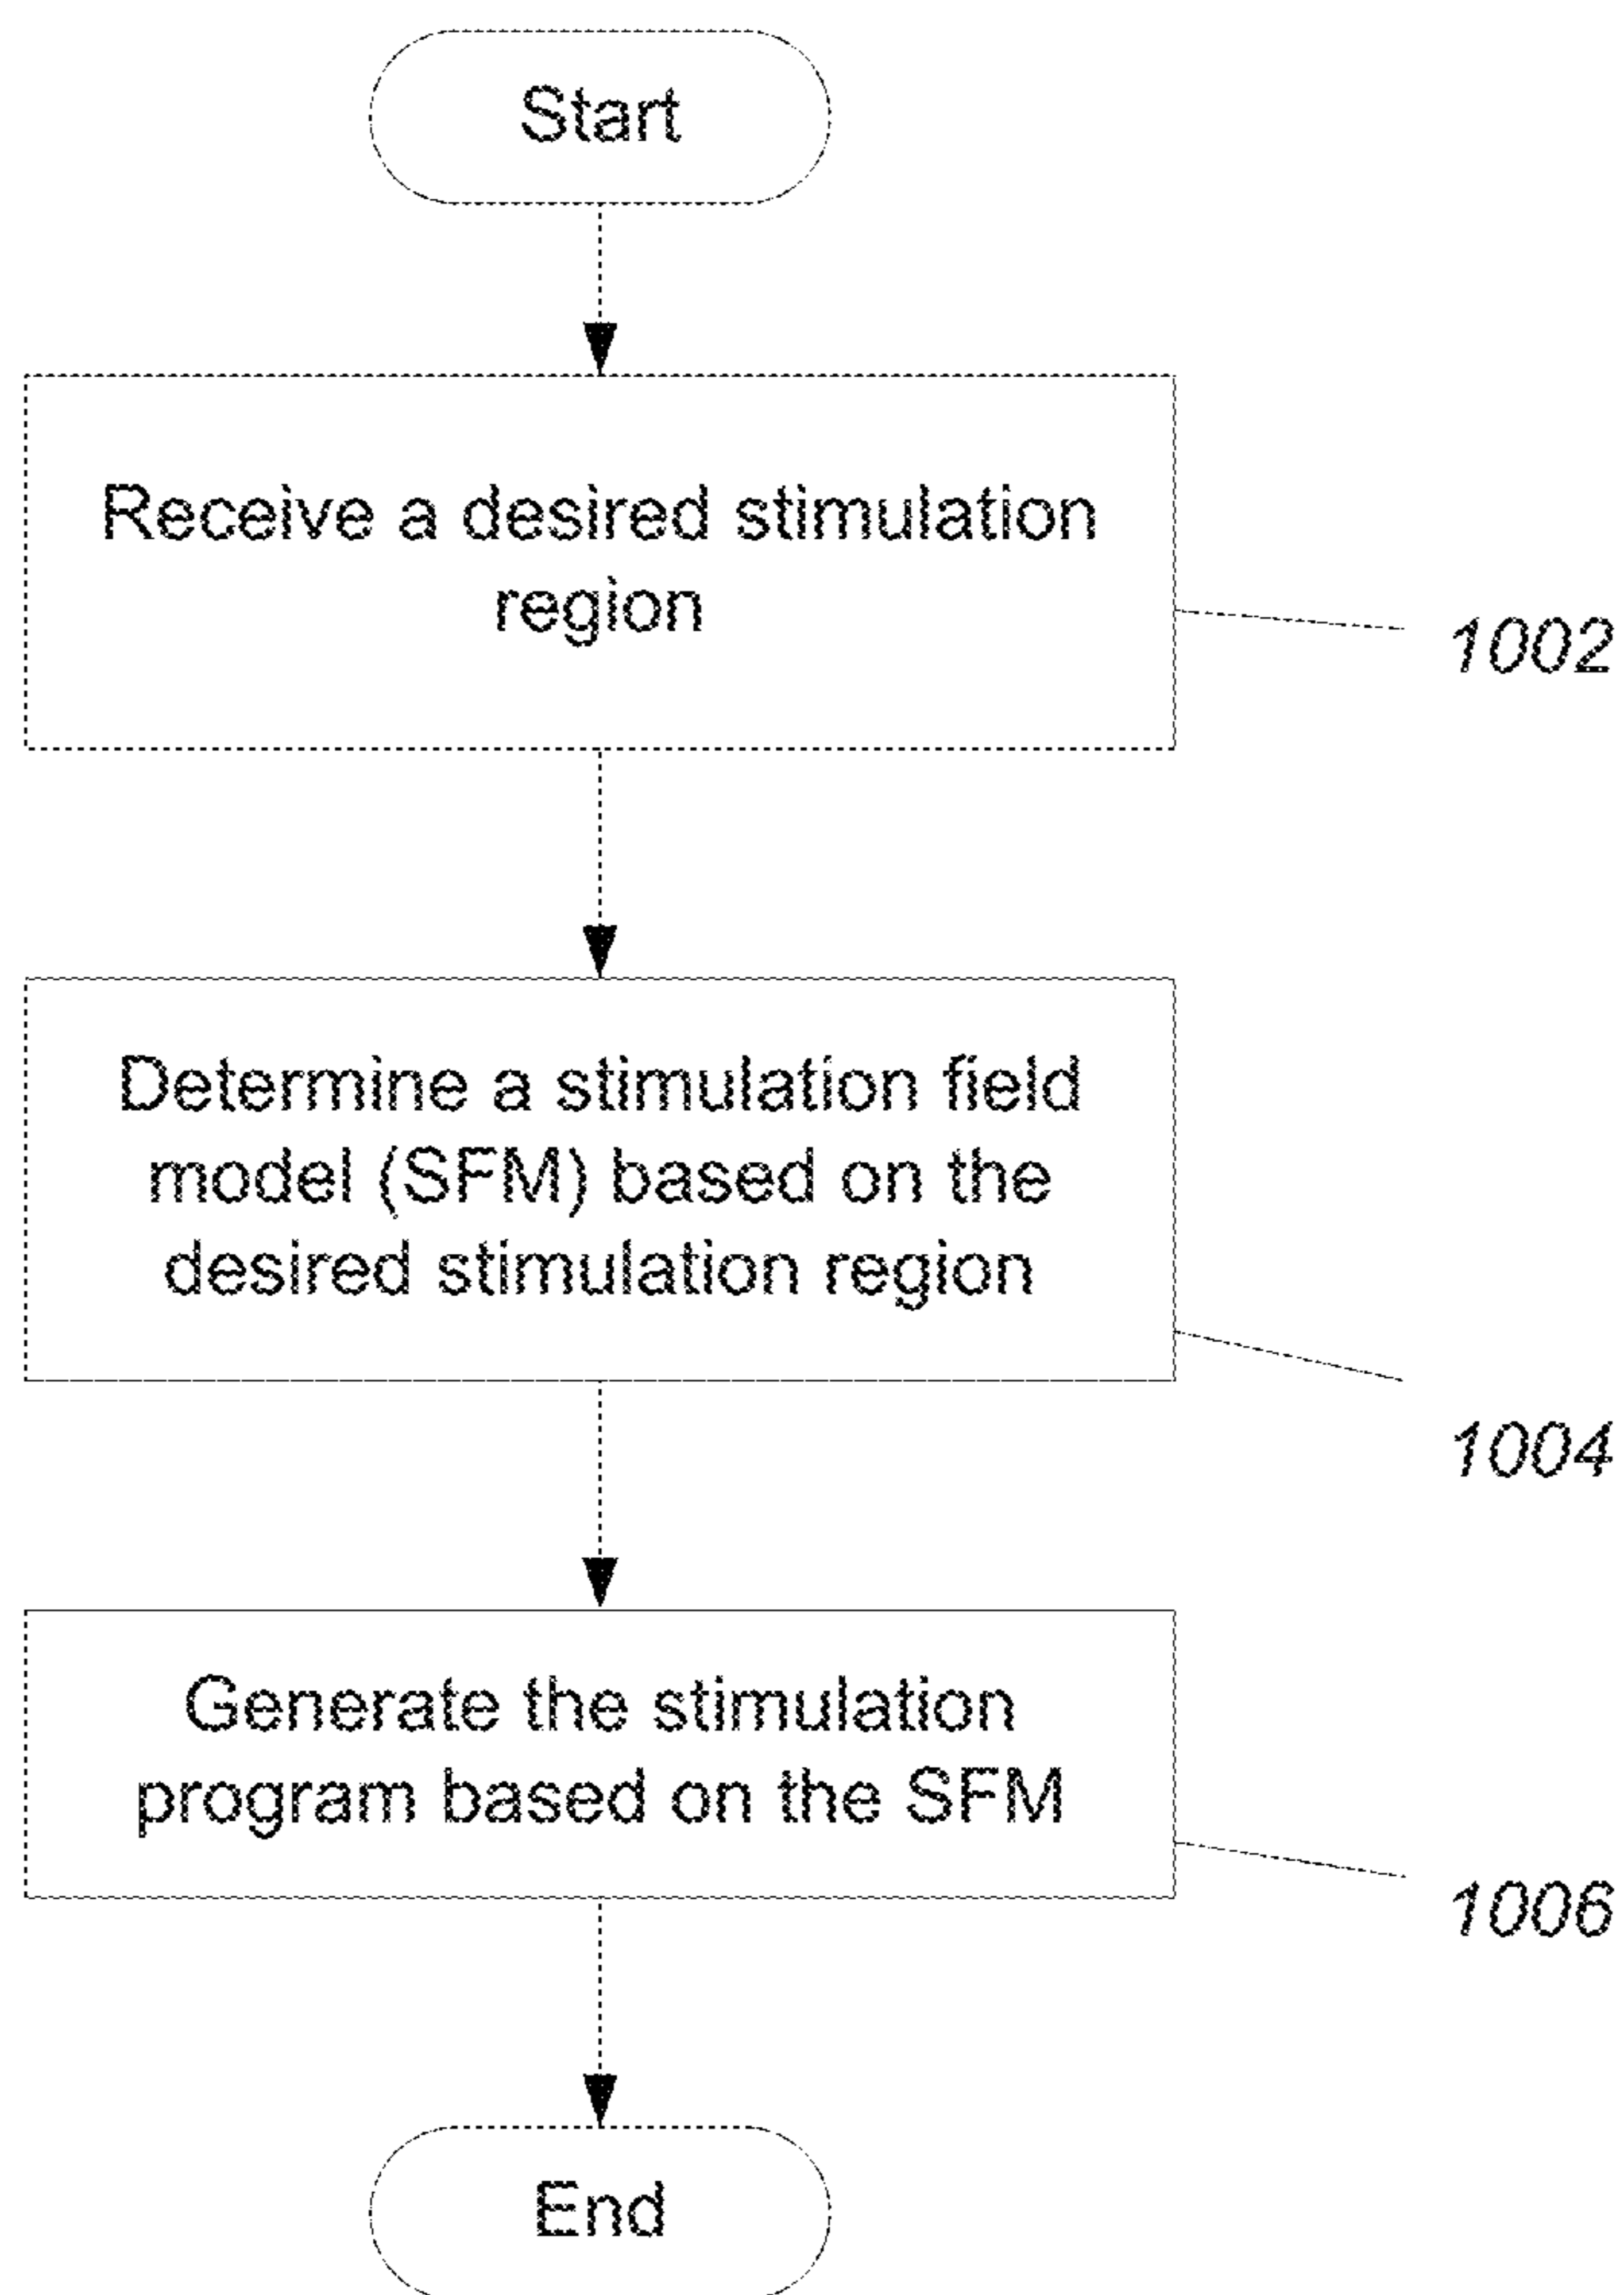 Start
Receive a desired stimulation
region
1002
Determine a stimulation field
model (SFM) based on the
desired stimulation region
1004
Generate the stimulation
program based on the SFM
1006
End